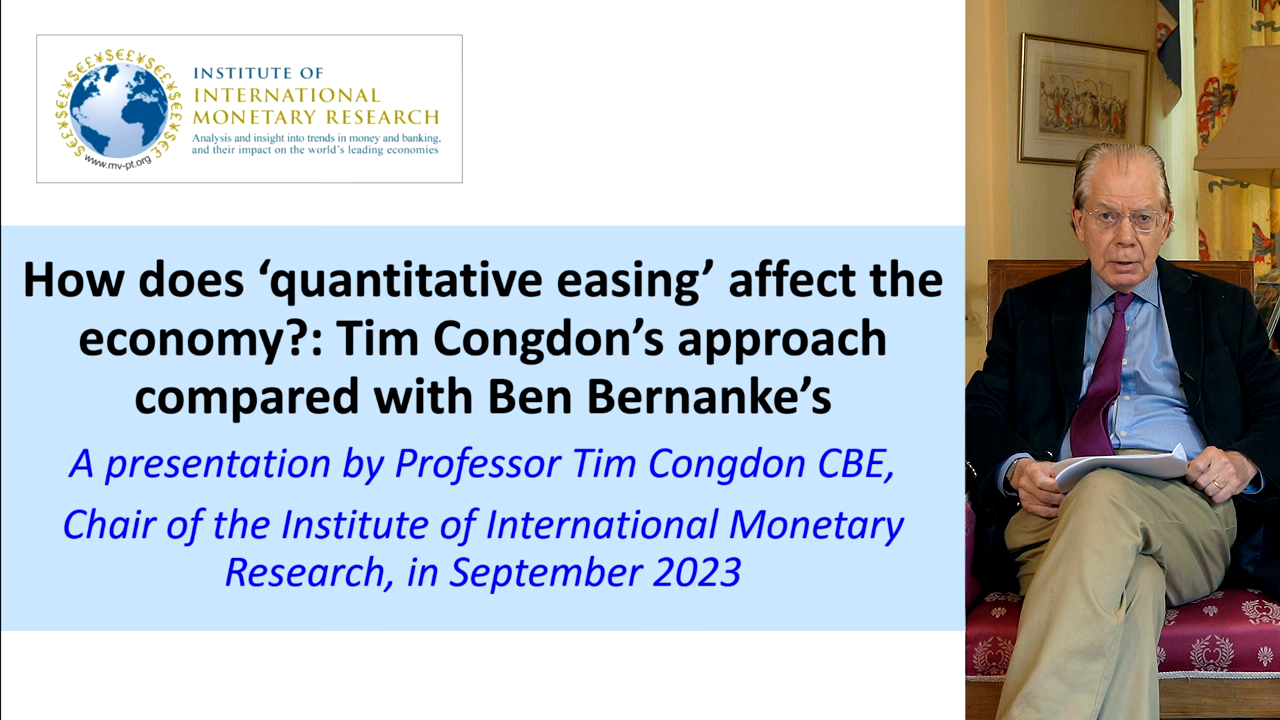 INSTITUTE OF
INTERNATIONAL
MONETARY RESEARCH
Analysis and insight into trends in money and banking,
and their impact on the world's leading economies
www.mv-pt.org
How does ‘quantitative easing’ affect the
economy?: Tim Congdon’s approach
compared with Ben Bernanke’s
A presentation by Professor Tim Congdon CBE,
Chair of the Institute of International Monetary
Research, in September 2023